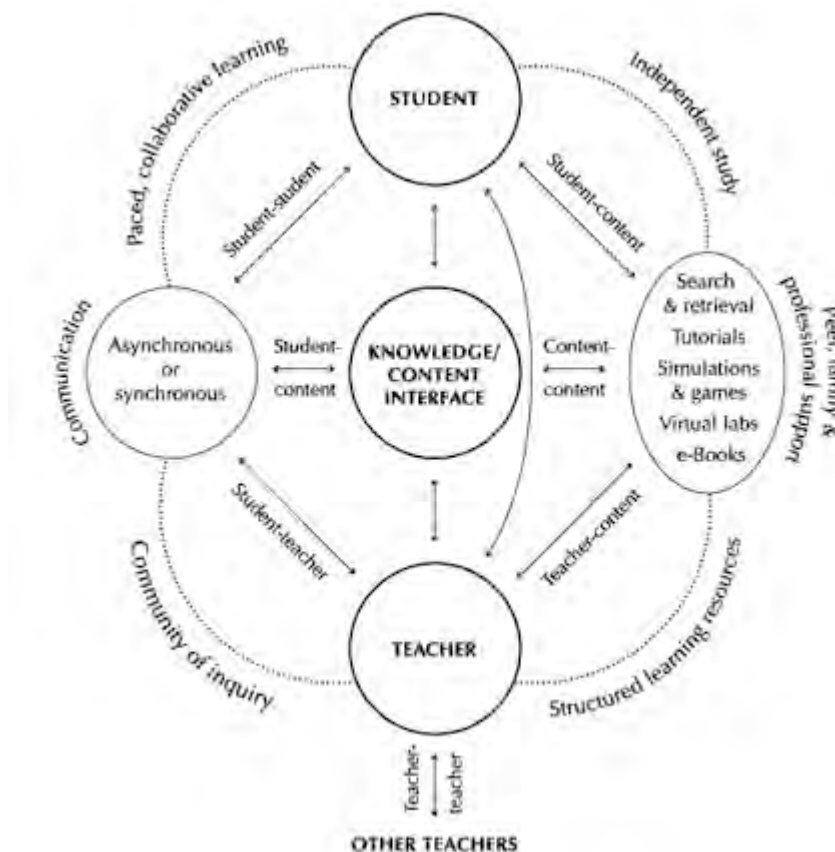 Paced, collaborative learning
Independent study
STUDENT
Student-student
Student-content
Communication
Asynchronous
or
synchronous
Student-
content
KNOWLEDGE/
CONTENT
INTERFACE
Content-
content
Search
& retrieval
Tutorials
Simulations
& games
Virtual labs
e-Books
family &
professional support
Student-teacher
Teacher-content
Community of inquiry
Structured learning resources
TEACHER
Teacher-
teacher
OTHER TEACHERS